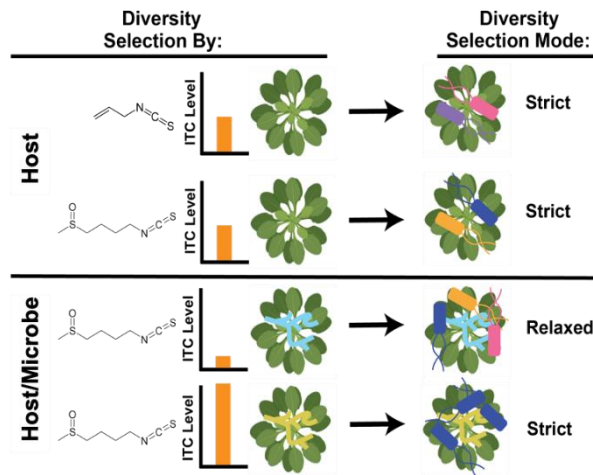 Diversity Selection By:
Diversity Selection Mode:
Host
N=C=S
ITC Level
Strict
O
S
N=C=S
ITC Level
Strict
Host/Microbe
O
S
N=C=S
ITC Level
Relaxed
O
S
N=C=S
ITC Level
Strict